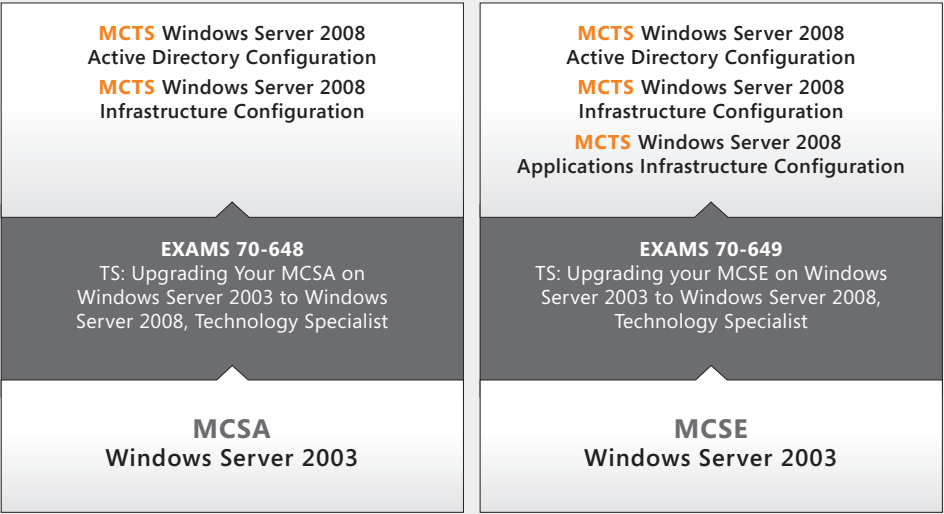 MCTS Windows Server 2008
Active Directory Configuration
MCTS Windows Server 2008
Infrastructure Configuration
EXAMS 70-648
TS: Upgrading Your MCSA on
Windows Server 2003 to Windows
Server 2008, Technology Specialist
MCSA
Windows Server 2003
MCTS Windows Server 2008
Active Directory Configuration
MCTS Windows Server 2008
Infrastructure Configuration
MCTS Windows Server 2008
Applications Infrastructure Configuration
EXAMS 70-649
TS: Upgrading your MCSE on Windows
Server 2003 to Windows Server 2008,
Technology Specialist
MCSE
Windows Server 2003